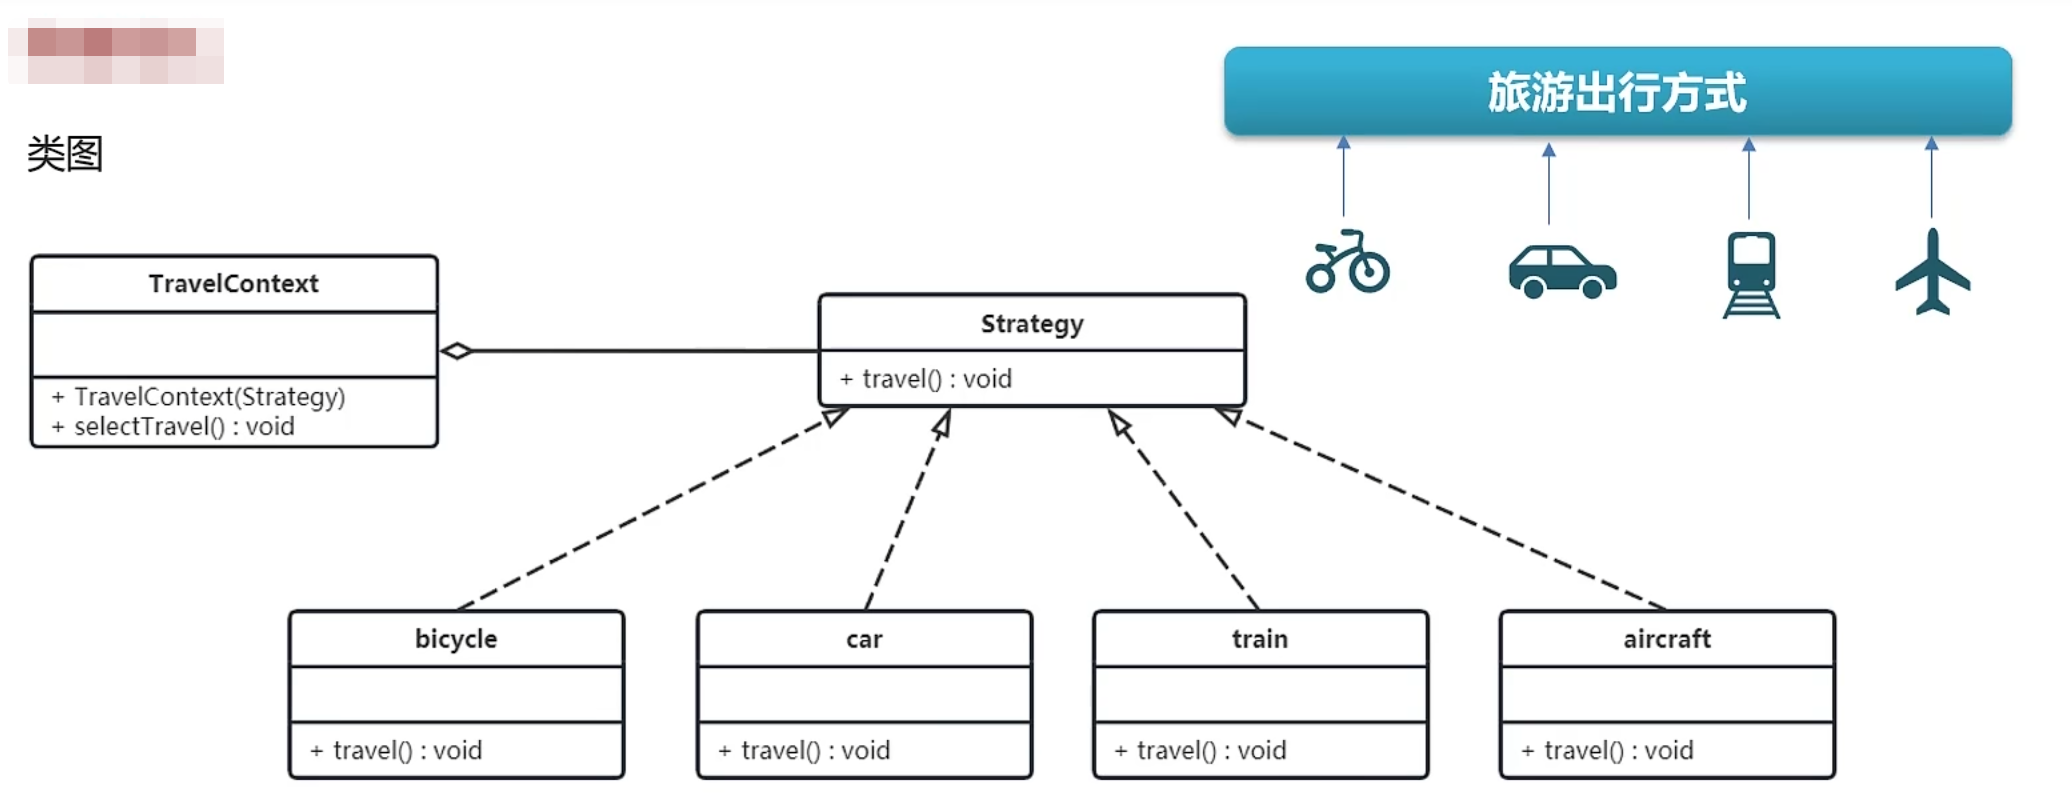 旅游出行方式
类图
TravelContext
+ TravelContext(Strategy)
+ selectTravel() : void
Strategy
+ travel() : void
bicycle
+ travel() : void
car
+ travel() : void
train
+ travel() : void
aircraft
+ travel() : void